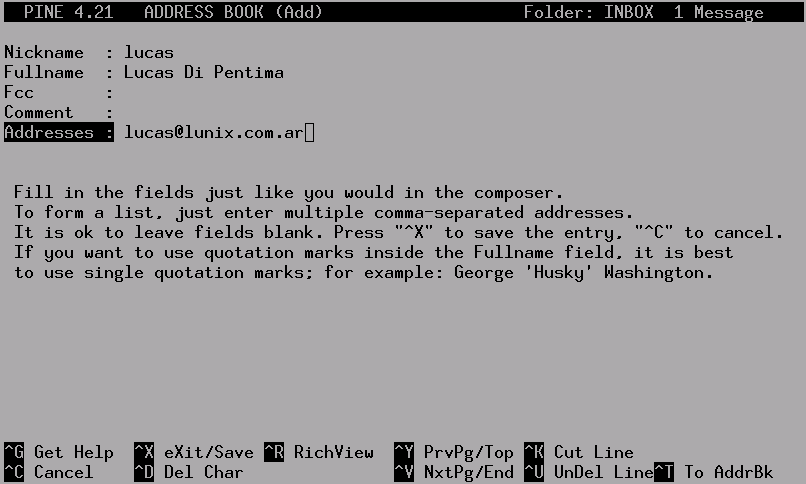 PINE 4.21 ADDRESS BOOK (Add) Folder: INBOX 1 Message
Nickname : lucas
Fullname : Lucas Di Pentima
Fcc :
Comment :
Addresses : lucas@lunix.com.ar
Fill in the fields just like you would in the composer.
To form a list, just enter multiple comma-separated addresses.
It is ok to leave fields blank. Press "^X" to save the entry, "^C" to cancel.
If you want to use quotation marks inside the Fullname field, it is best
to use single quotation marks; for example: George 'Husky' Washington.
^G Get Help ^X eXit/Save ^R RichView ^Y PrvPg/Top ^K Cut Line
^C Cancel ^D Del Char ^V NxtPg/End ^U UnDel Line^T To AddrBk